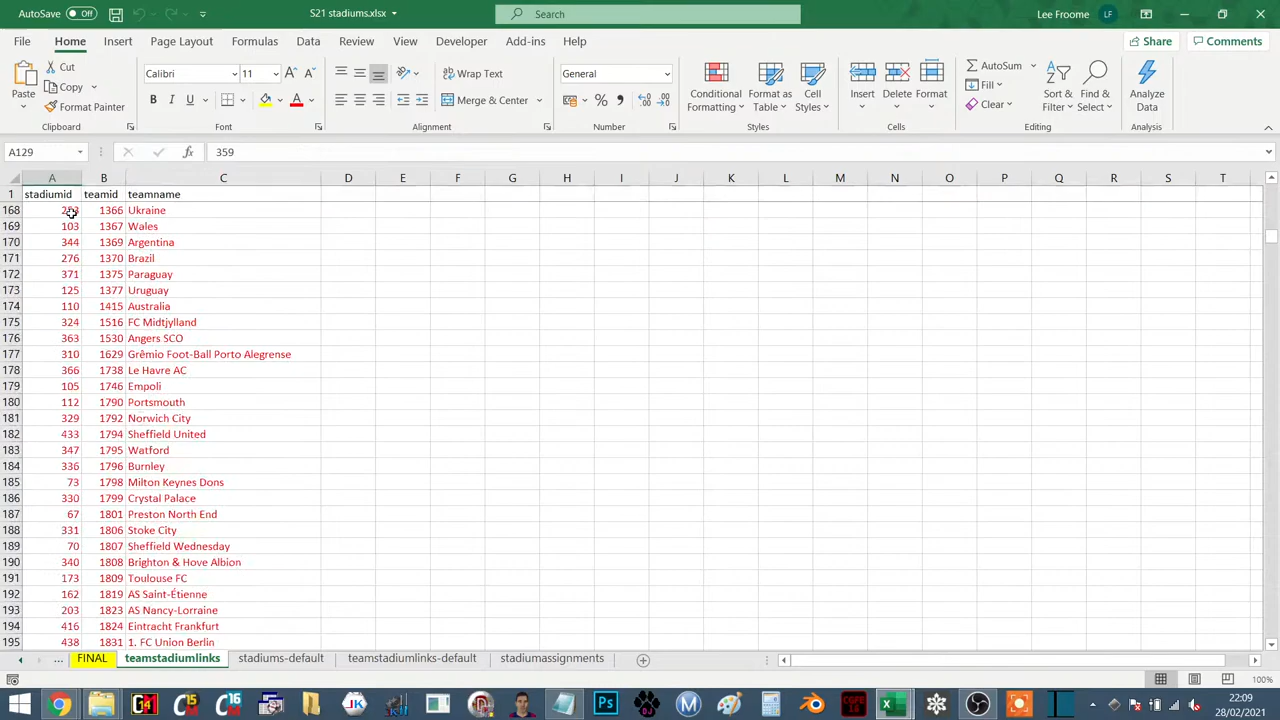 AutoSave Off S21 stadiums.xlsx Search Lee Froome LF
File Home Insert Page Layout Formulas Data Review View Developer Add-ins Help Share Comments
Cut Copy Format Painter Paste
Calibri 11 Wrap Text General AutoSum
B I U Merge & Center Conditional Formatting Format as Table Cell Styles Insert Delete Format Fill Clear Sort & Filter Find & Select Analyze Data
Clipboard Font Alignment Number Styles Cells Editing Analysis
A129 fx 359
A B C D E F G H I J K L M N O P Q R S T
1 stadiumid teamid teamname
168 1366 Ukraine
169 103 1367 Wales
170 344 1369 Argentina
171 276 1370 Brazil
172 371 1375 Paraguay
173 125 1377 Uruguay
174 110 1415 Australia
175 324 1516 FC Midtjylland
176 363 1530 Angers SCO
177 310 1629 Grêmio Foot-Ball Porto Alegrense
178 366 1738 Le Havre AC
179 105 1746 Empoli
180 112 1790 Portsmouth
181 329 1792 Norwich City
182 433 1794 Sheffield United
183 347 1795 Watford
184 336 1796 Burnley
185 73 1798 Milton Keynes Dons
186 330 1799 Crystal Palace
187 67 1801 Preston North End
188 331 1806 Stoke City
189 70 1807 Sheffield Wednesday
190 340 1808 Brighton & Hove Albion
191 173 1809 Toulouse FC
192 162 1819 AS Saint-Étienne
193 203 1823 AS Nancy-Lorraine
194 416 1824 Eintracht Frankfurt
195 438 1831 1. FC Union Berlin
... FINAL teamstadiumlinks stadiums-default teamstadiumlinks-default stadiumassignments
100%
22:09
28/02/2021